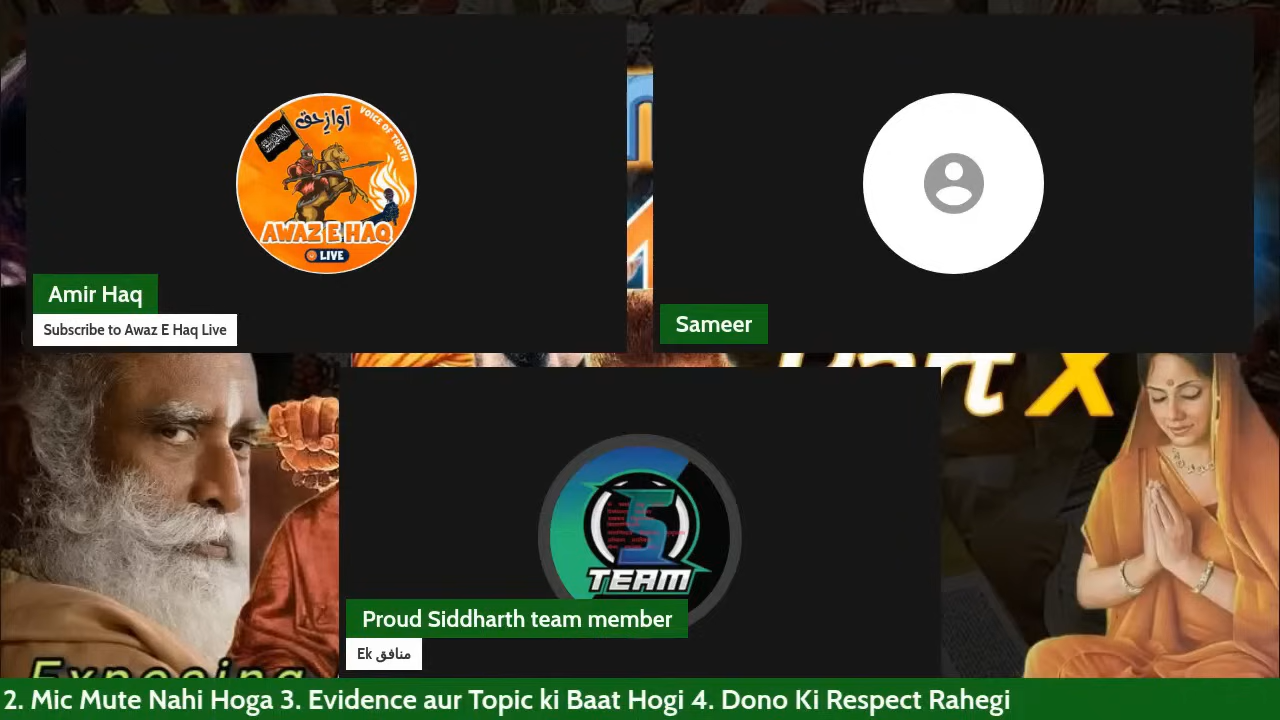 آوازِ حق
VOICE OF TRUTH
AWAZ E HAQ
LIVE
Amir Haq
Subscribe to Awaz E Haq Live
Sameer
Part X
TEAM
Proud Siddharth team member
Ek منافق
Exposing
2. Mic Mute Nahi Hoga 3. Evidence aur Topic ki Baat Hogi 4. Dono Ki Respect Rahegi